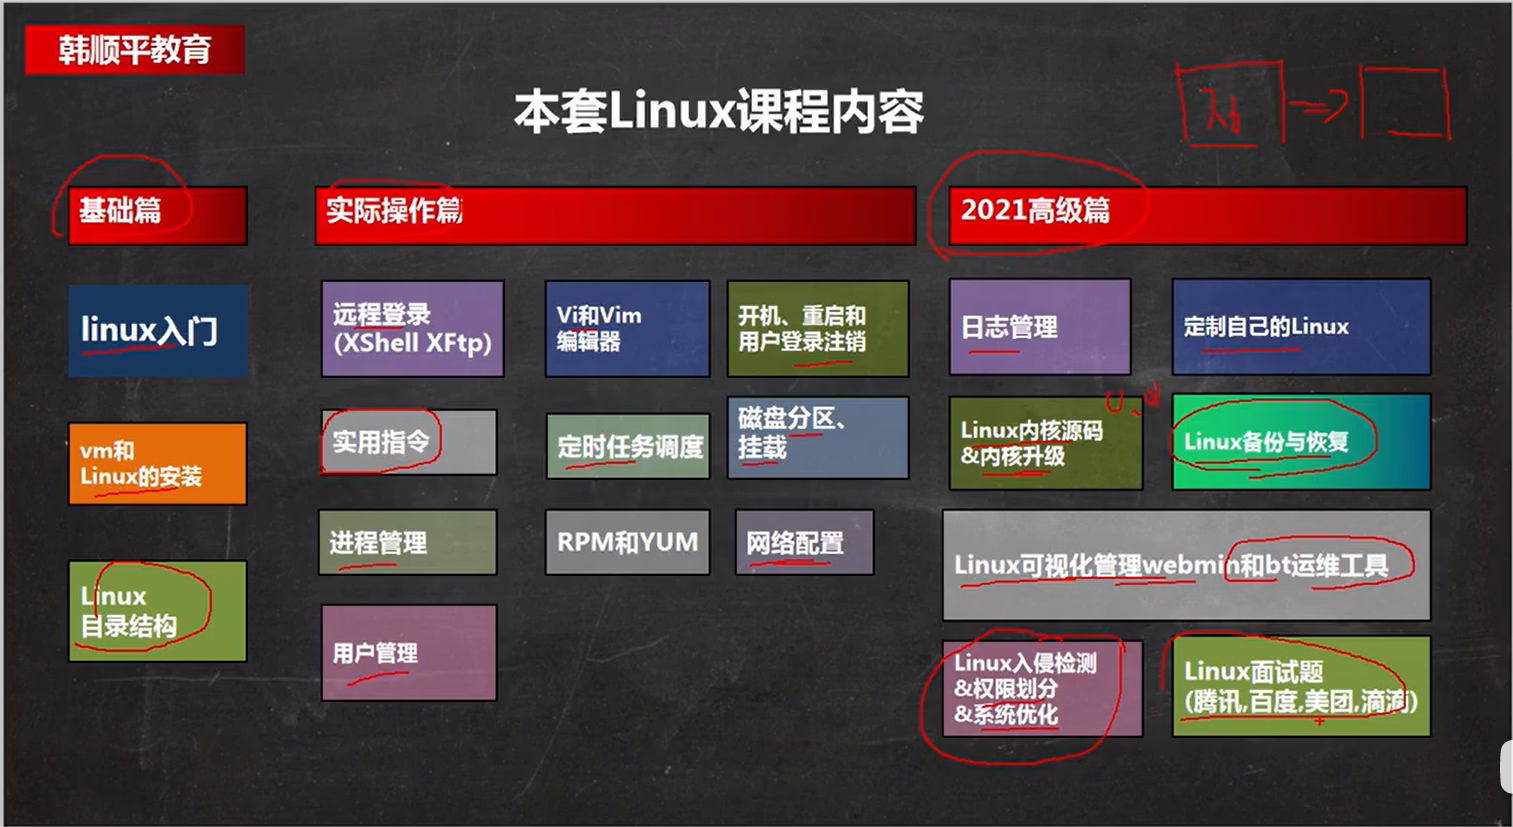 韩顺平教育
本套Linux课程内容
基础篇
linux入门
vm和
Linux的安装
Linux
目录结构
实际操作篇
远程登录
(XShell XFtp)
Vi和Vim
编辑器
开机、重启和
用户登录注销
实用指令
定时任务调度
磁盘分区、
挂载
进程管理
RPM和YUM
网络配置
用户管理
2021高级篇
日志管理
定制自己的Linux
Linux内核源码
&内核升级
Linux备份与恢复
Linux可视化管理webmin和bt运维工具
Linux入侵检测
&权限划分
&系统优化
Linux面试题
(腾讯,百度,美团,滴滴)